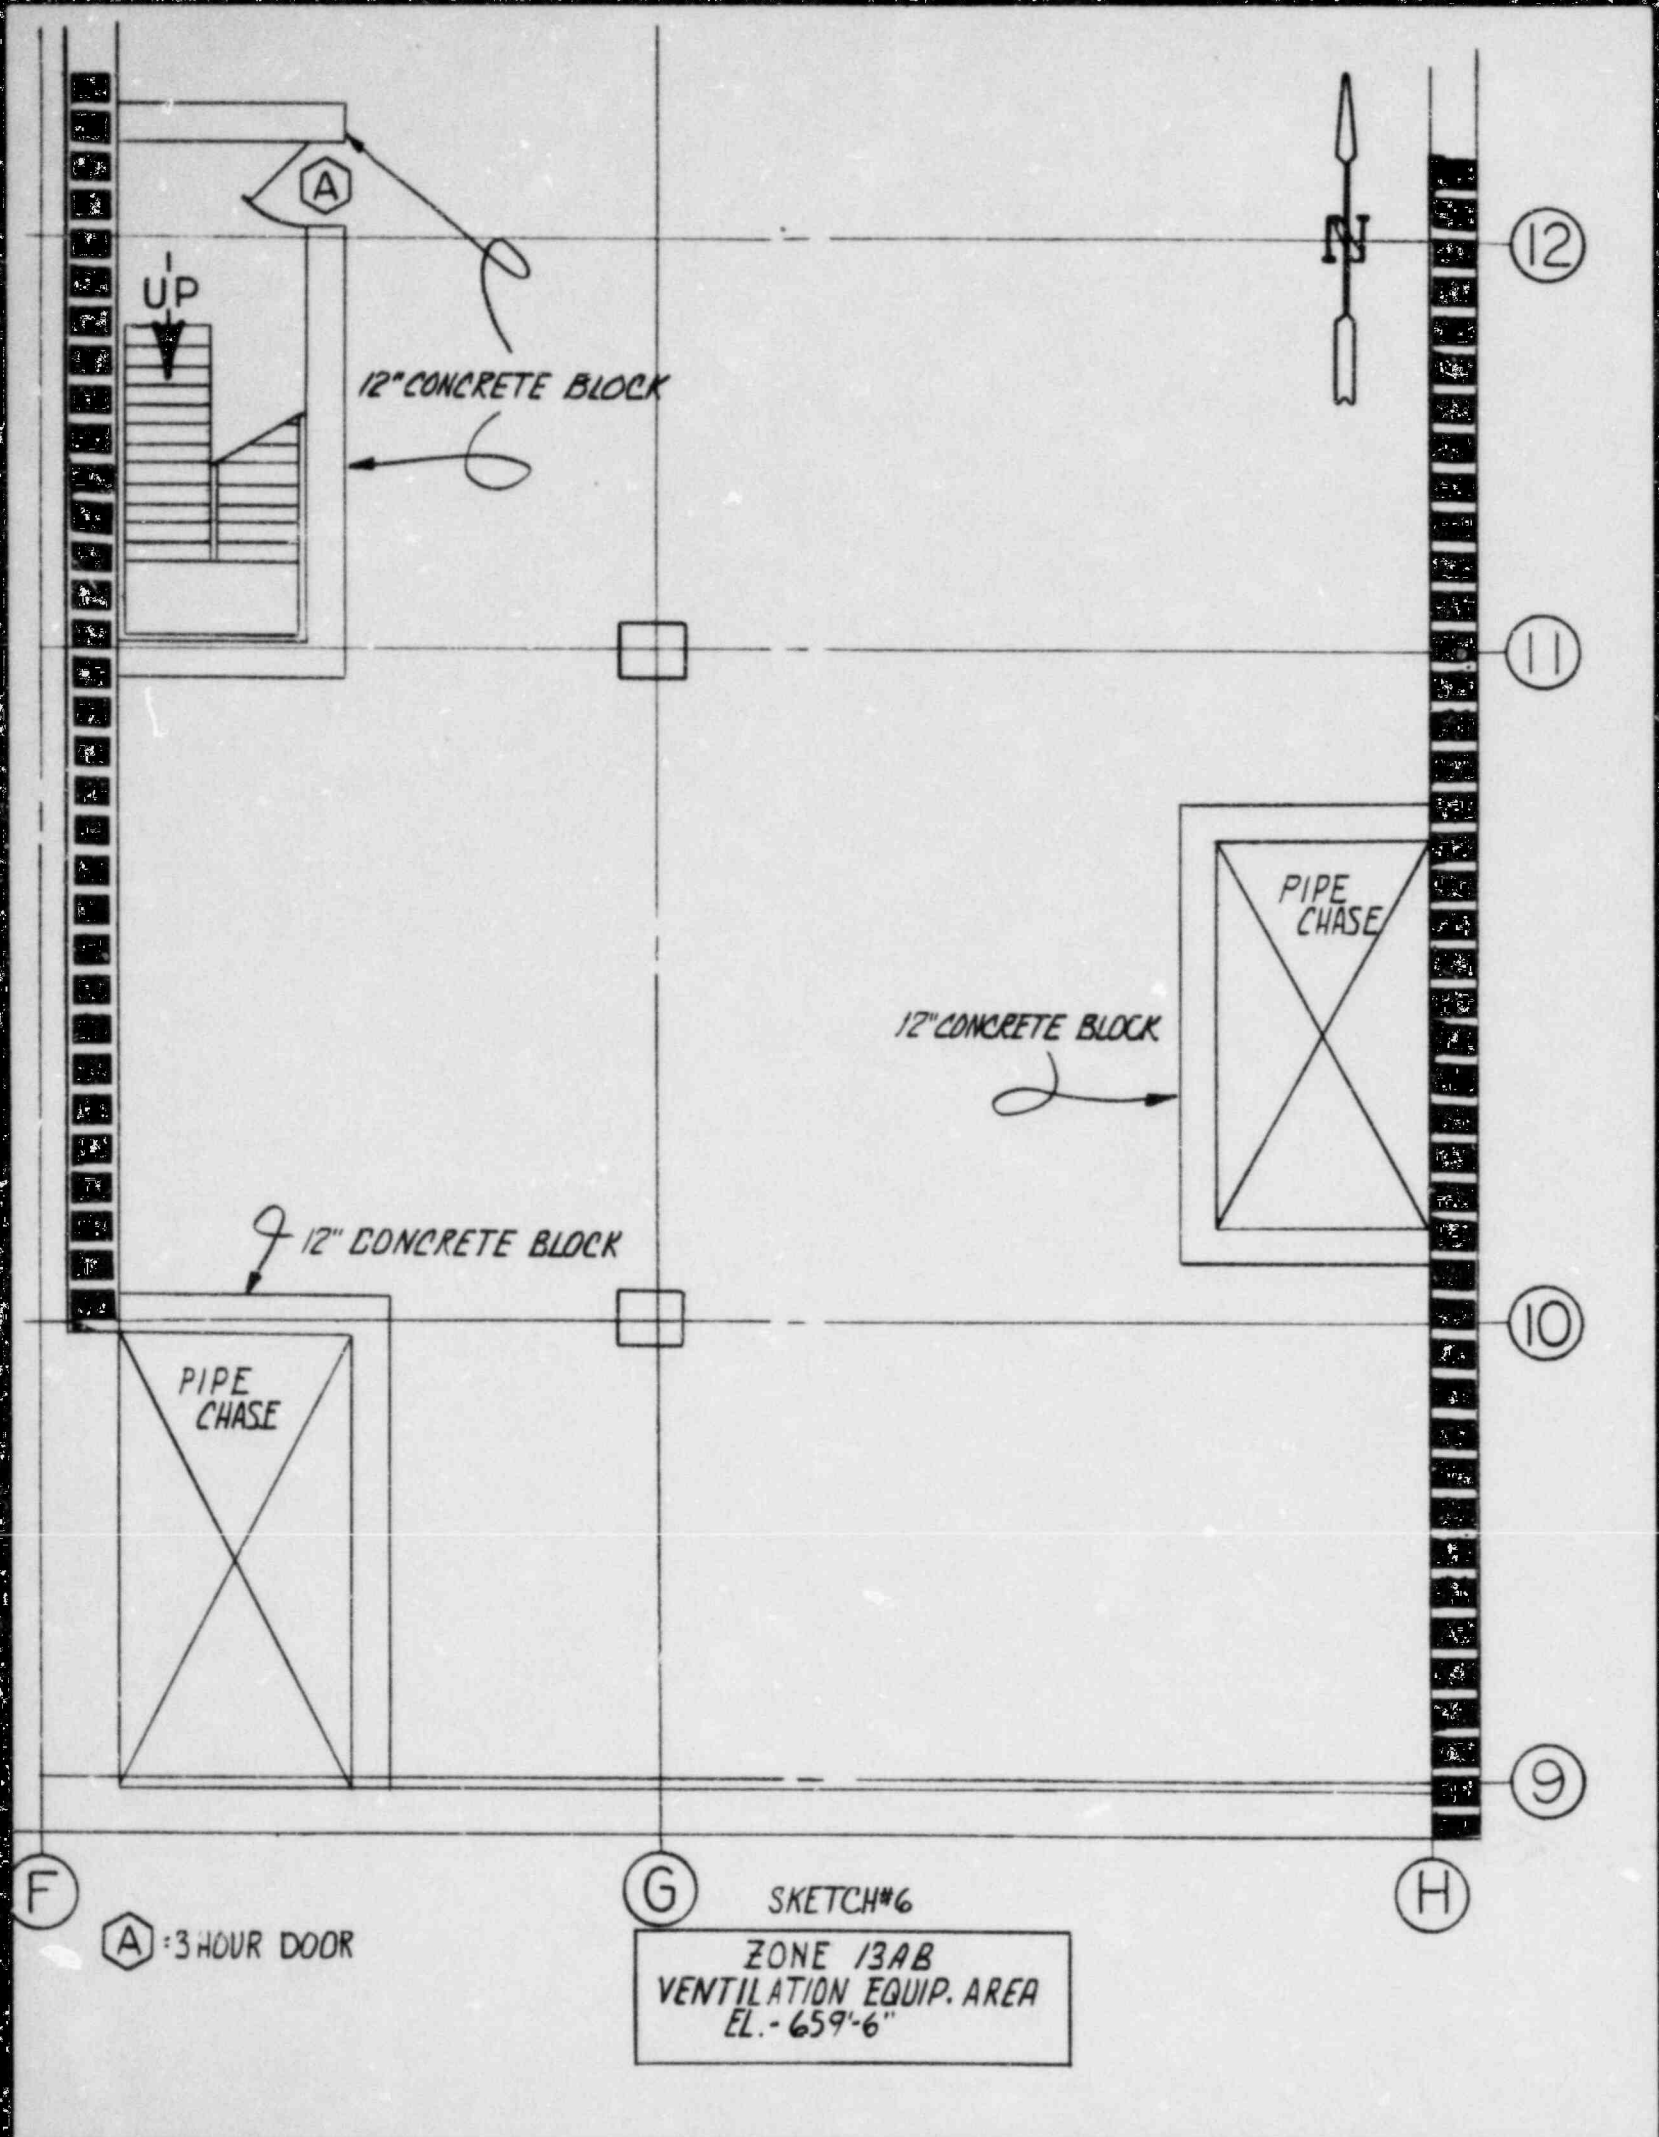 A
N
12
UP
12" CONCRETE BLOCK
11
PIPE
CHASE
12" CONCRETE BLOCK
12" CONCRETE BLOCK
10
PIPE
CHASE
9
F
G
H
SKETCH #6
A : 3 HOUR DOOR
ZONE 13AB
VENTILATION EQUIP. AREA
EL.- 659'-6"